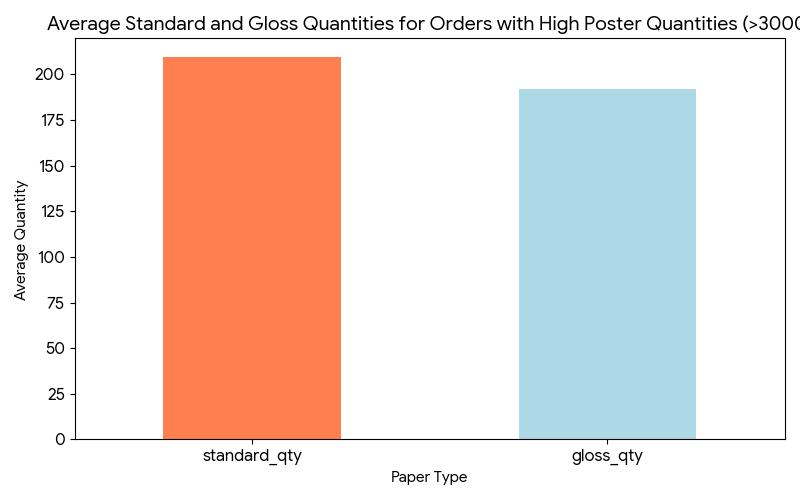 Average Standard and Gloss Quantities for Orders with High Poster Quantities (>3000
200
175
150
125
100
75
50
25
0
Average Quantity
standard_qty gloss_qty
Paper Type